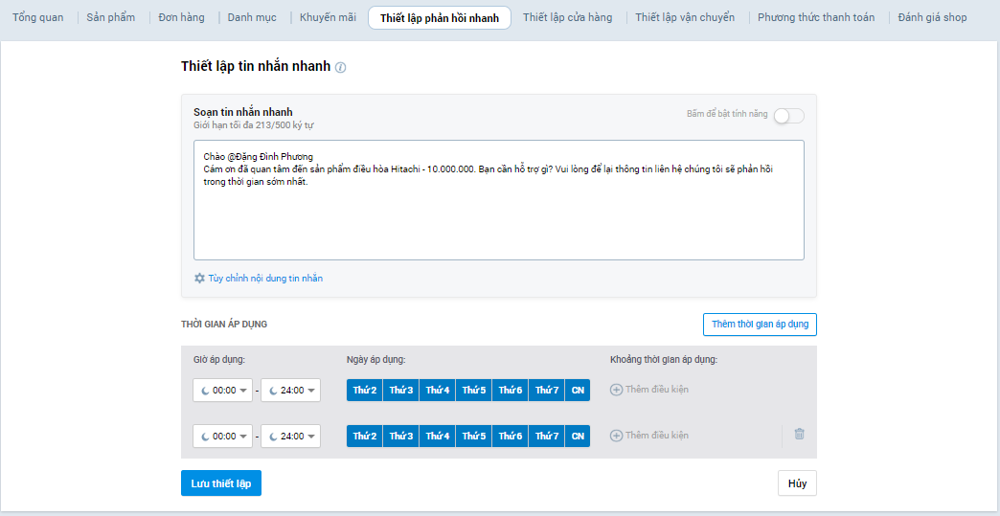 Tổng quan Sản phẩm Đơn hàng Danh mục Khuyến mãi Thiết lập phản hồi nhanh Thiết lập cửa hàng Thiết lập vận chuyển Phương thức thanh toán Đánh giá shop
Thiết lập tin nhắn nhanh
Soạn tin nhắn nhanh
Giới hạn tối đa 213/500 ký tự
Bấm để bật tính năng
Chào @Đặng Đình Phương
Cám ơn đã quan tâm đến sản phẩm điều hòa Hitachi - 10.000.000. Bạn cần hỗ trợ gì? Vui lòng để lại thông tin liên hệ chúng tôi sẽ phản hồi
trong thời gian sớm nhất.
Tùy chỉnh nội dung tin nhắn
THỜI GIAN ÁP DỤNG
Thêm thời gian áp dụng
Giờ áp dụng: Ngày áp dụng: Khoảng thời gian áp dụng:
00:00 - 24:00 Thứ 2 Thứ 3 Thứ 4 Thứ 5 Thứ 6 Thứ 7 CN Thêm điều kiện
00:00 - 24:00 Thứ 2 Thứ 3 Thứ 4 Thứ 5 Thứ 6 Thứ 7 CN Thêm điều kiện
Lưu thiết lập Hủy